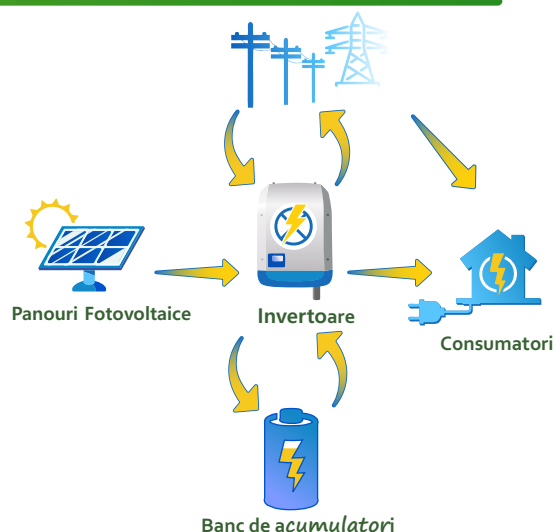 Panouri Fotovoltaice
Invertoare
Consumatori
Banc de acumulatori